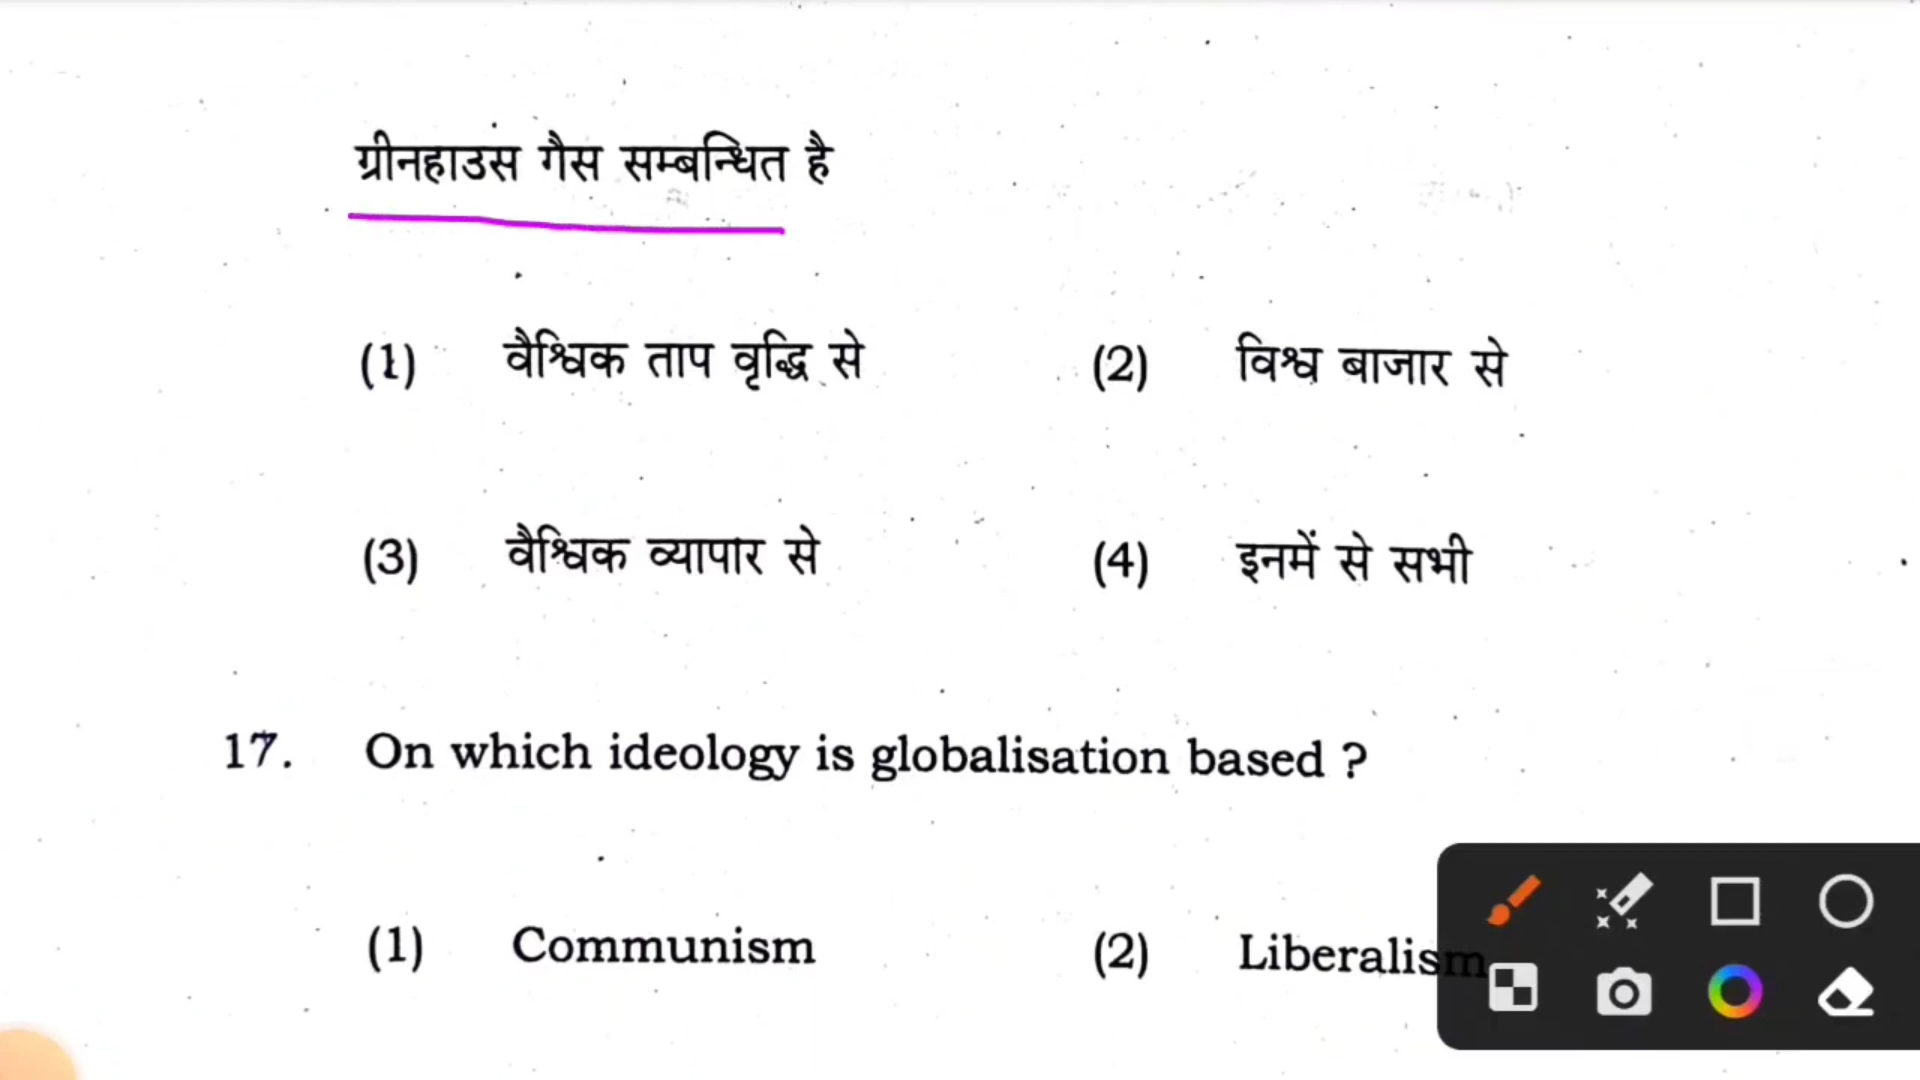 ग्रीनहाउस गैस सम्बन्धित है
(1) वैश्विक ताप वृद्धि से (2) विश्व बाजार से
(3) वैश्विक व्यापार से (4) इनमें से सभी
17. On which ideology is globalisation based ?
(1) Communism (2) Liberalism